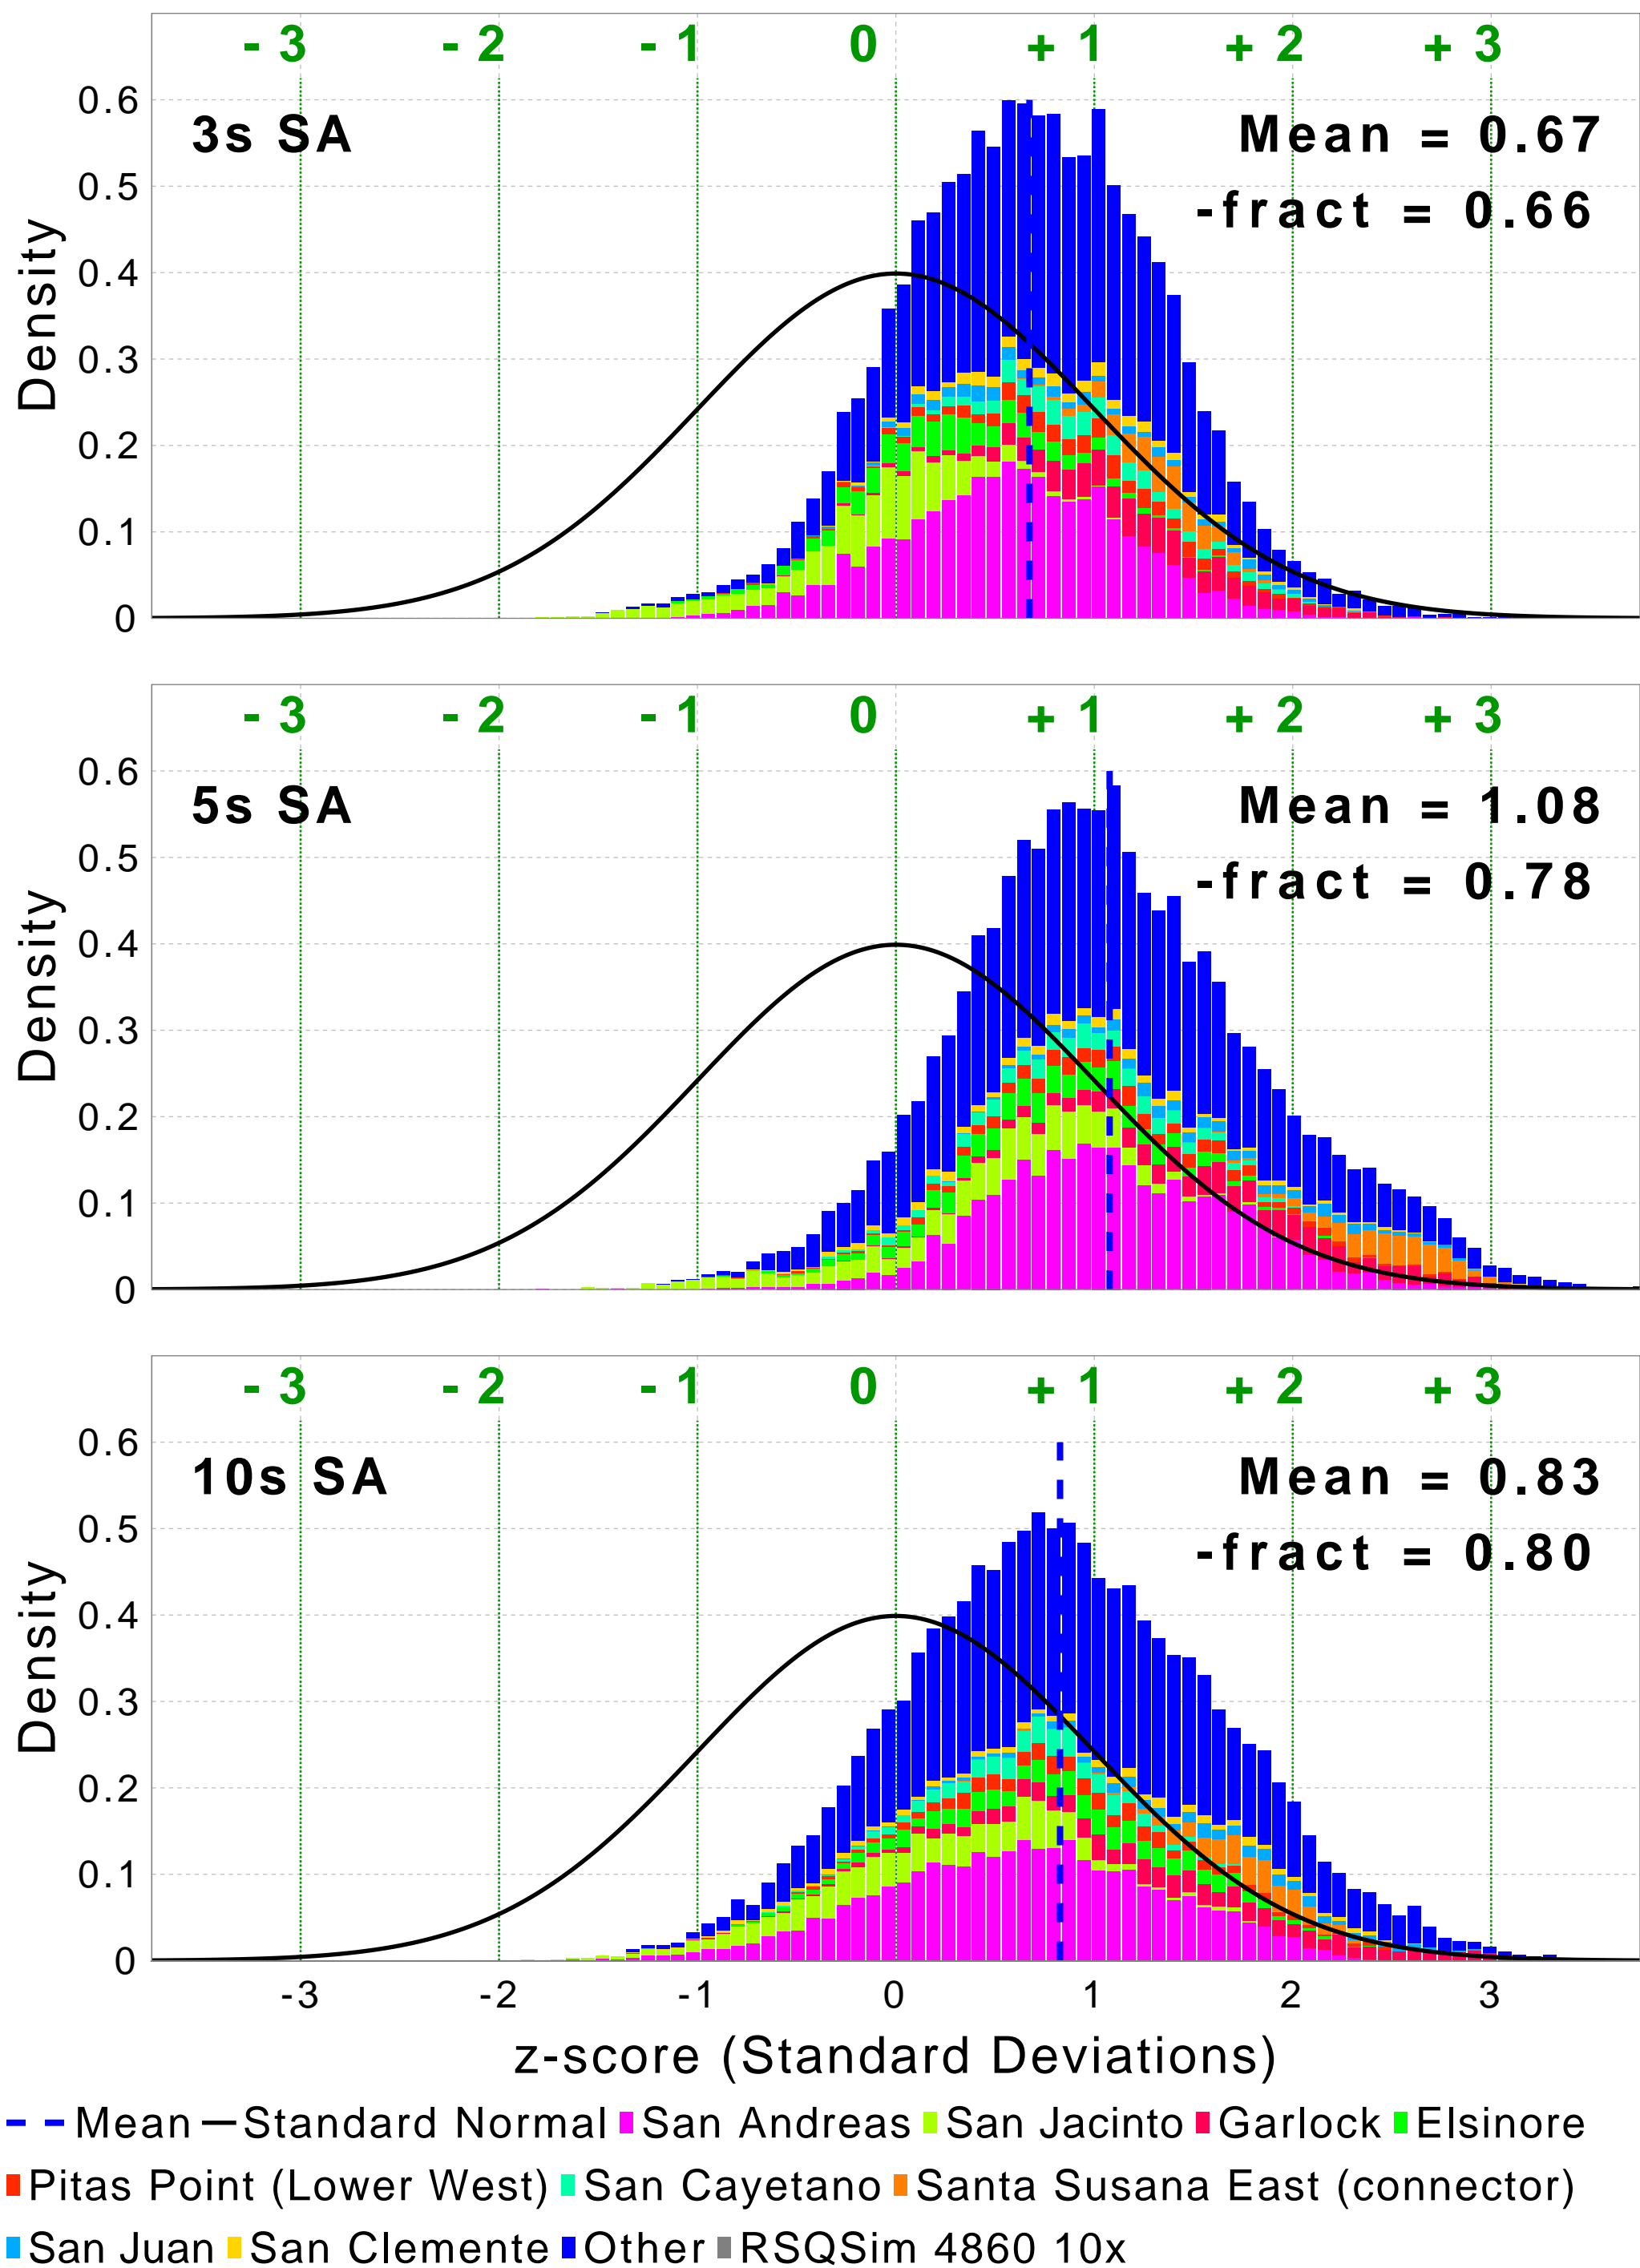 - 3 - 2 - 1 0 + 1 + 2 + 3
0.6
3s SA
Mean = 0.67
0.5
-fract = 0.66
0.4
Density
0.3
0.2
0.1
0
- 3 - 2 - 1 0 + 1 + 2 + 3
0.6
5s SA
Mean = 1.08
0.5
-fract = 0.78
0.4
Density
0.3
0.2
0.1
0
- 3 - 2 - 1 0 + 1 + 2 + 3
0.6
10s SA
Mean = 0.83
0.5
-fract = 0.80
0.4
Density
0.3
0.2
0.1
0
-3 -2 -1 0 1 2 3
z-score (Standard Deviations)
Mean Standard Normal San Andreas San Jacinto Garlock Elsinore
Pitas Point (Lower West) San Cayetano Santa Susana East (connector)
San Juan San Clemente Other RSQSim 4860 10x